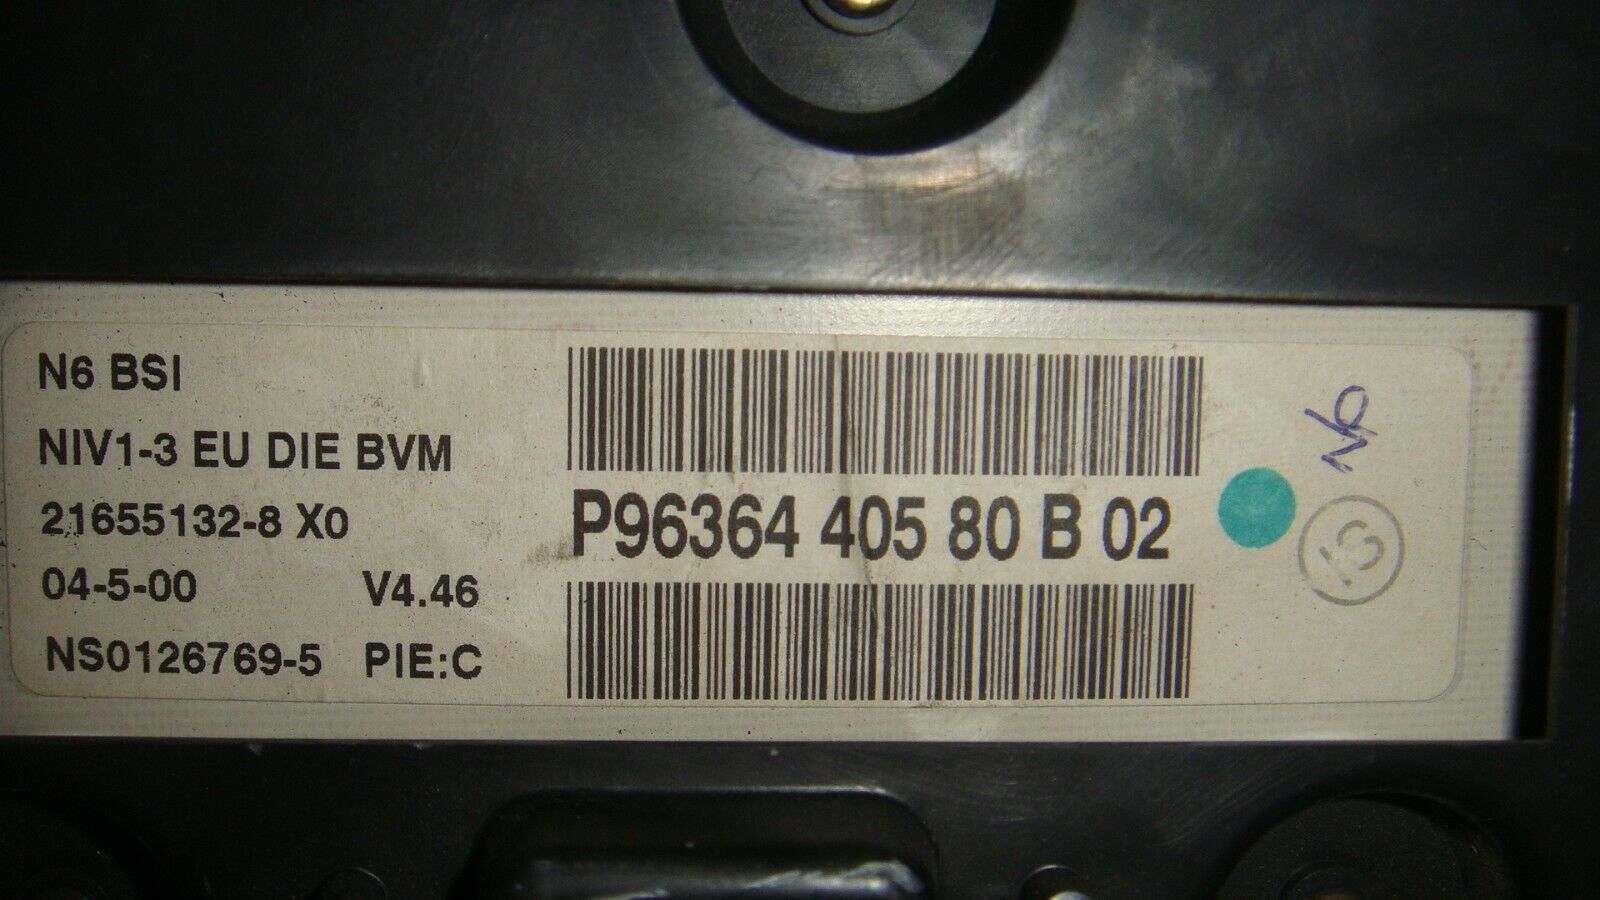 N6 BSI
NIV1-3 EU DIE BVM
21655132-8 X0
04-5-00 V4.46
NS0126769-5 PIE:C
P96364 405 80 B 02